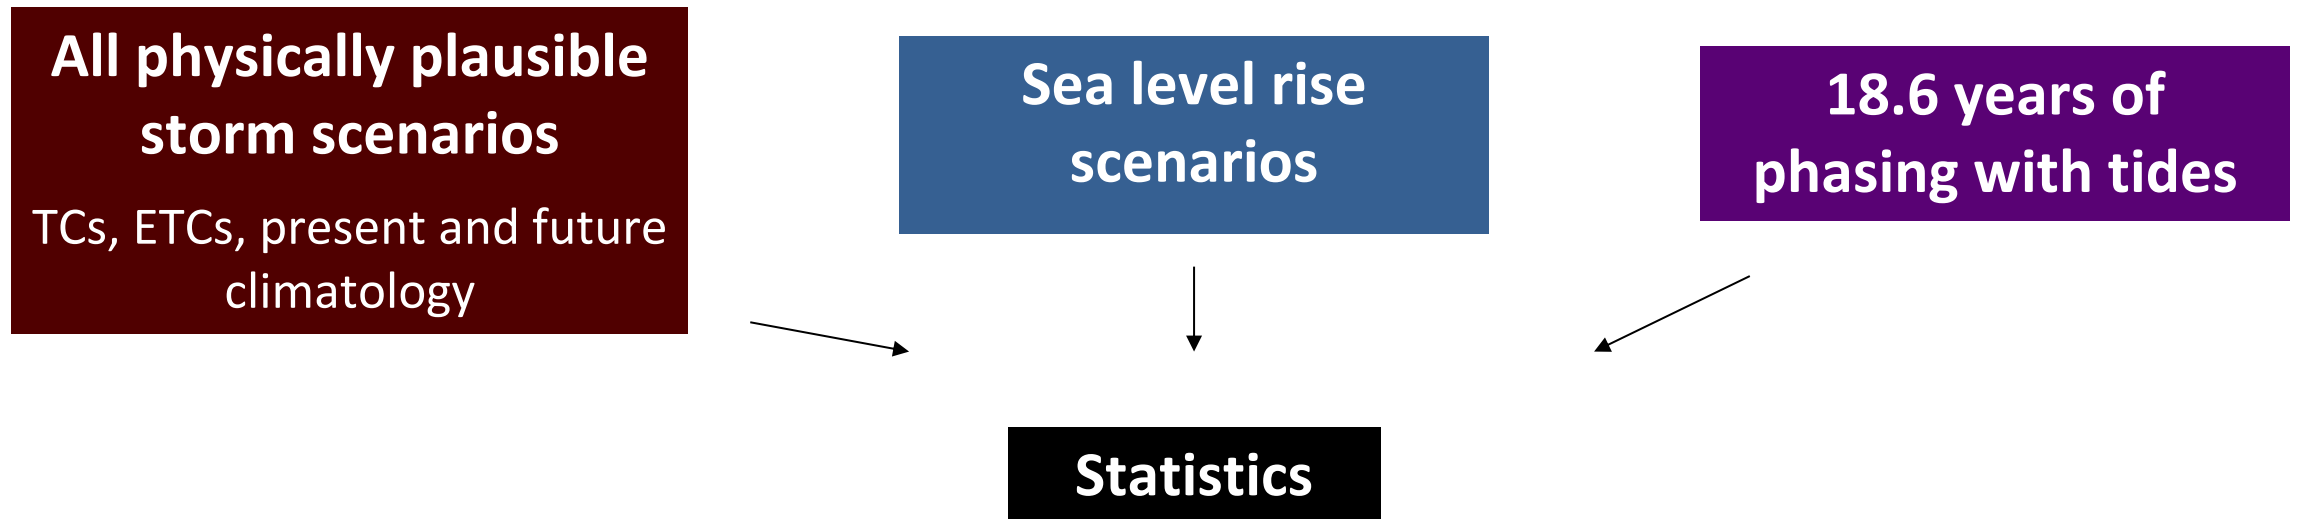 All physically plausible
storm scenarios
TCs, ETCs, present and future
climatology
Sea level rise
scenarios
18.6 years of
phasing with tides
Statistics